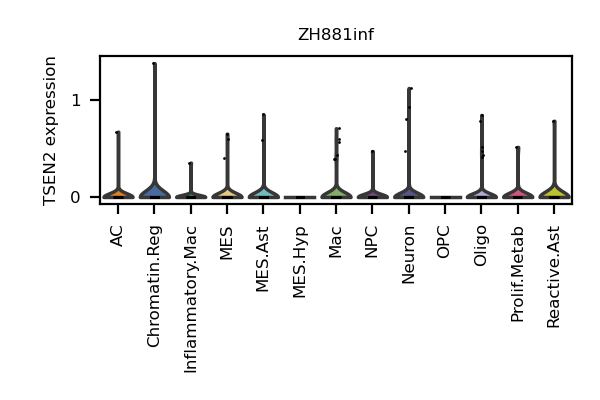 ZH881inf
TSEN2 expression
1
0
AC
Chromatin.Reg
Inflammatory.Mac
MES
MES.Ast
MES.Hyp
Mac
NPC
Neuron
OPC
Oligo
Prolif.Metab
Reactive.Ast